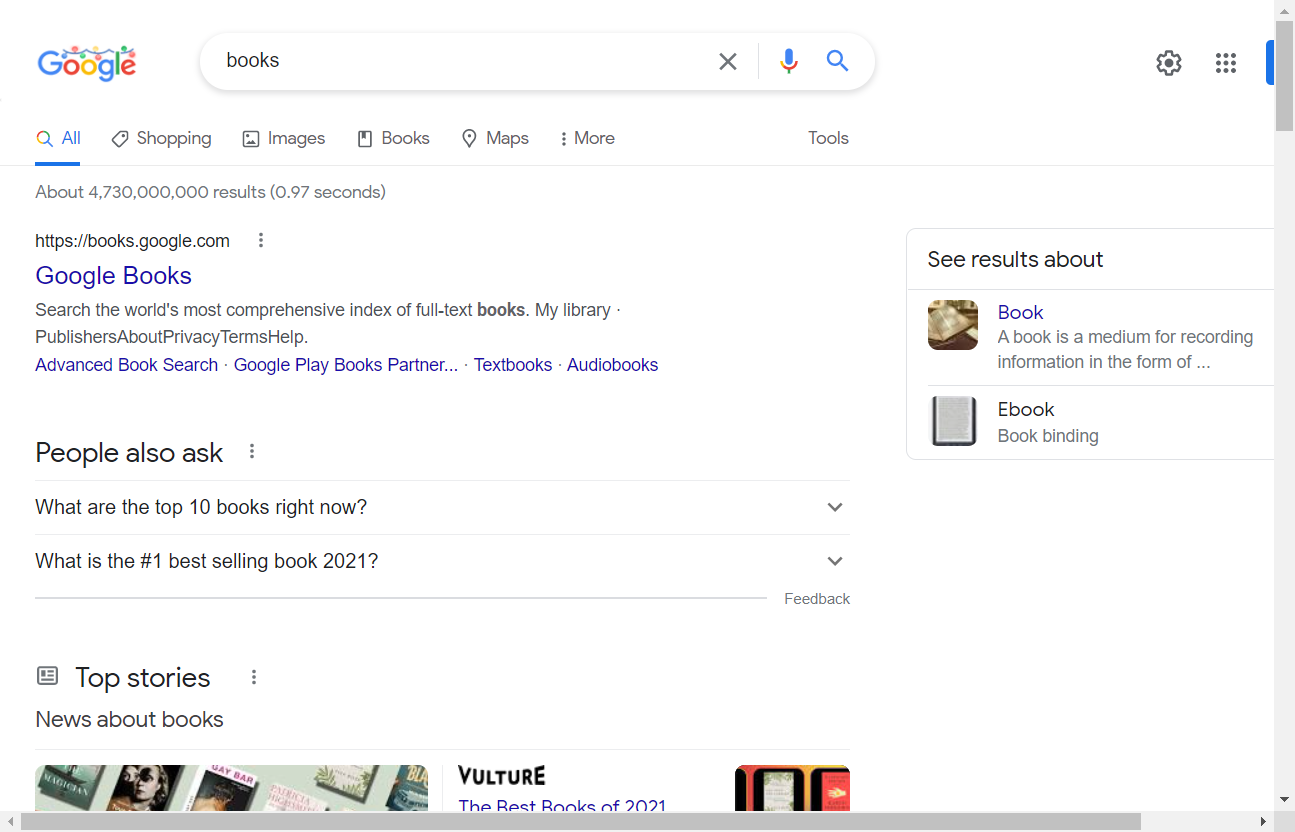 Google
books
All
Shopping
Images
Books
Maps
More
Tools
About 4,730,000,000 results (0.97 seconds)
https://books.google.com
Google Books
Search the world's most comprehensive index of full-text books. My library ·
PublishersAboutPrivacyTermsHelp.
Advanced Book Search · Google Play Books Partner... · Textbooks · Audiobooks
See results about
Book
A book is a medium for recording
information in the form of ...
Ebook
Book binding
People also ask
What are the top 10 books right now?
What is the #1 best selling book 2021?
Feedback
Top stories
News about books
MAGICIAN
GAY BAR
PATRICIA
VULTURE
The Best Books of 2021